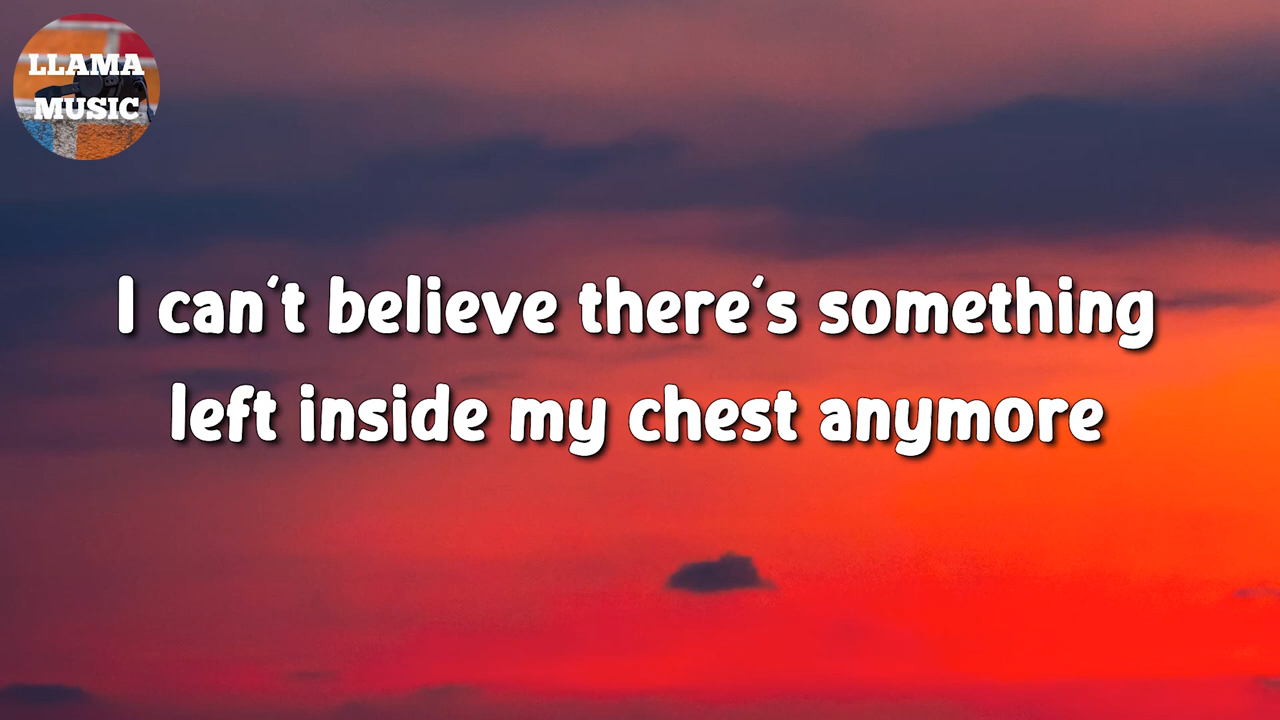 LLAMA
MUSIC
I can't believe there's something
left inside my chest anymore